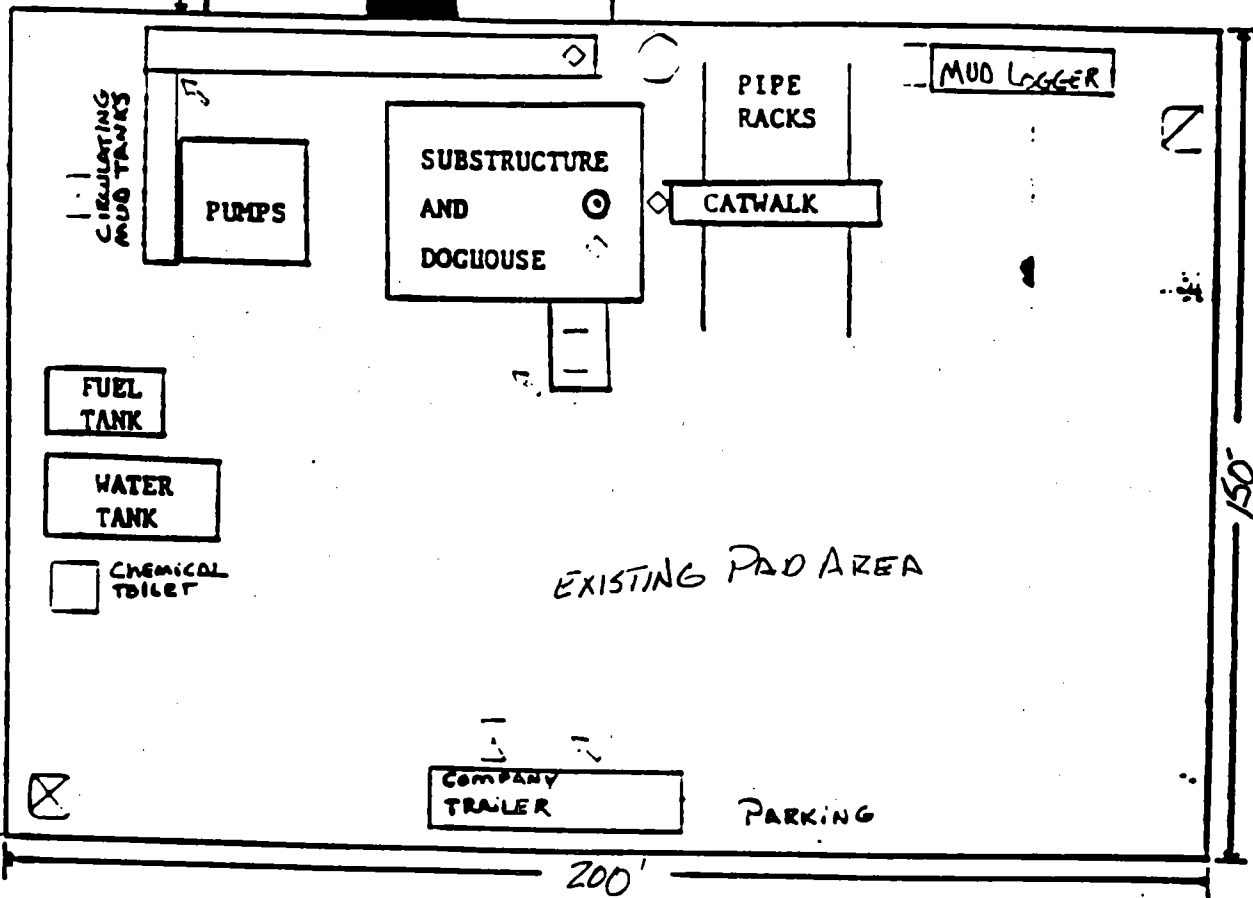 MUD LOGGER
PIPE
RACKS
CIRCULATING
MUD TANKS
SUBSTRUCTURE
AND
DOGHOUSE
PUMPS
CATWALK
FUEL
TANK
WATER
TANK
CHEMICAL
TOILET
EXISTING PAD AREA
150'
COMPANY
TRAILER
PARKING
200'